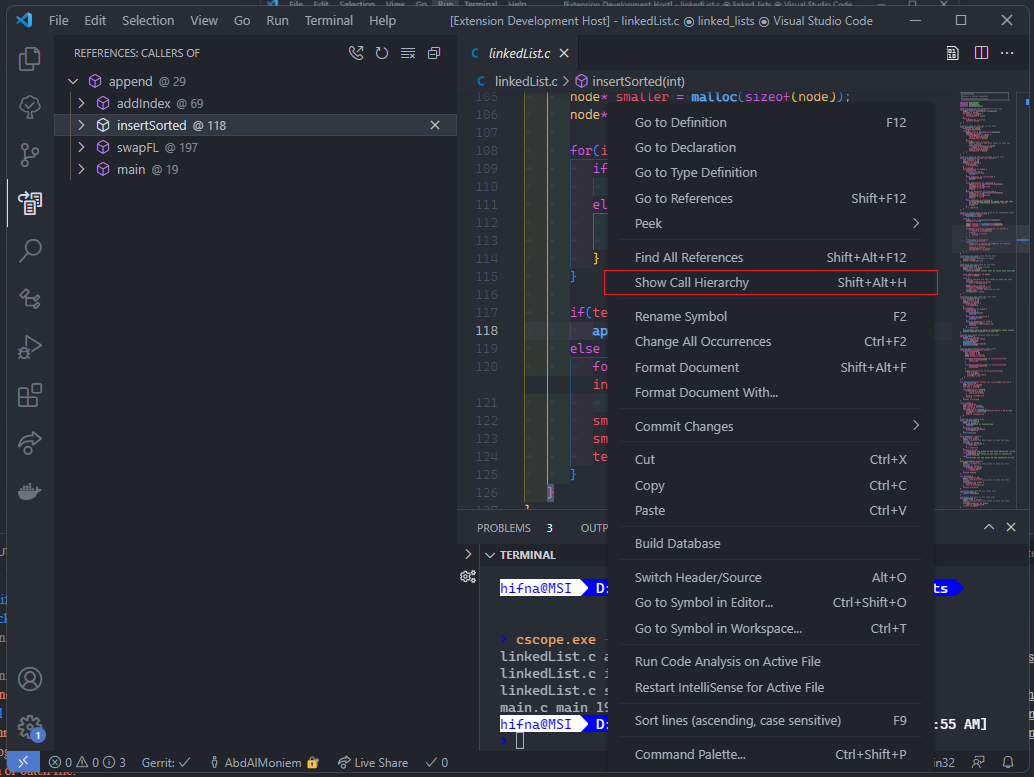 File Edit Selection View Go Run Terminal Help [Extension Development Host] - linkedList.c ◉ linked_lists ◉ Visual Studio Code
REFERENCES: CALLERS OF
append @ 29
addIndex @ 69
insertSorted @ 118
swapFL @ 197
main @ 19
C linkedList.c
C linkedList.c > insertSorted(int)
105 node* smaller = malloc(sizeof(node));
106 node*
107
108 for(i
109 if
110
111 el
112
113
114 }
115 }
116
117 if(te
118 ap
119 else
120 fo
in
121
122 sm
123 sm
124 te
125 }
126 }
Go to Definition F12
Go to Declaration
Go to Type Definition
Go to References Shift+F12
Peek
Find All References Shift+Alt+F12
Show Call Hierarchy Shift+Alt+H
Rename Symbol F2
Change All Occurrences Ctrl+F2
Format Document Shift+Alt+F
Format Document With...
Commit Changes
Cut Ctrl+X
Copy Ctrl+C
Paste Ctrl+V
Build Database
Switch Header/Source Alt+O
Go to Symbol in Editor... Ctrl+Shift+O
Go to Symbol in Workspace... Ctrl+T
Run Code Analysis on Active File
Restart IntelliSense for Active File
Sort lines (ascending, case sensitive) F9
Command Palette... Ctrl+Shift+P
PROBLEMS 3 OUTP
TERMINAL
hifna@MSI D: ts
cscope.exe -
linkedList.c a
linkedList.c i
linkedList.c s
main.c main 19
hifna@MSI D: :55 AM]
1
0 0 3 Gerrit: ✓ AbdAlMoniem Live Share ✓ 0 in32